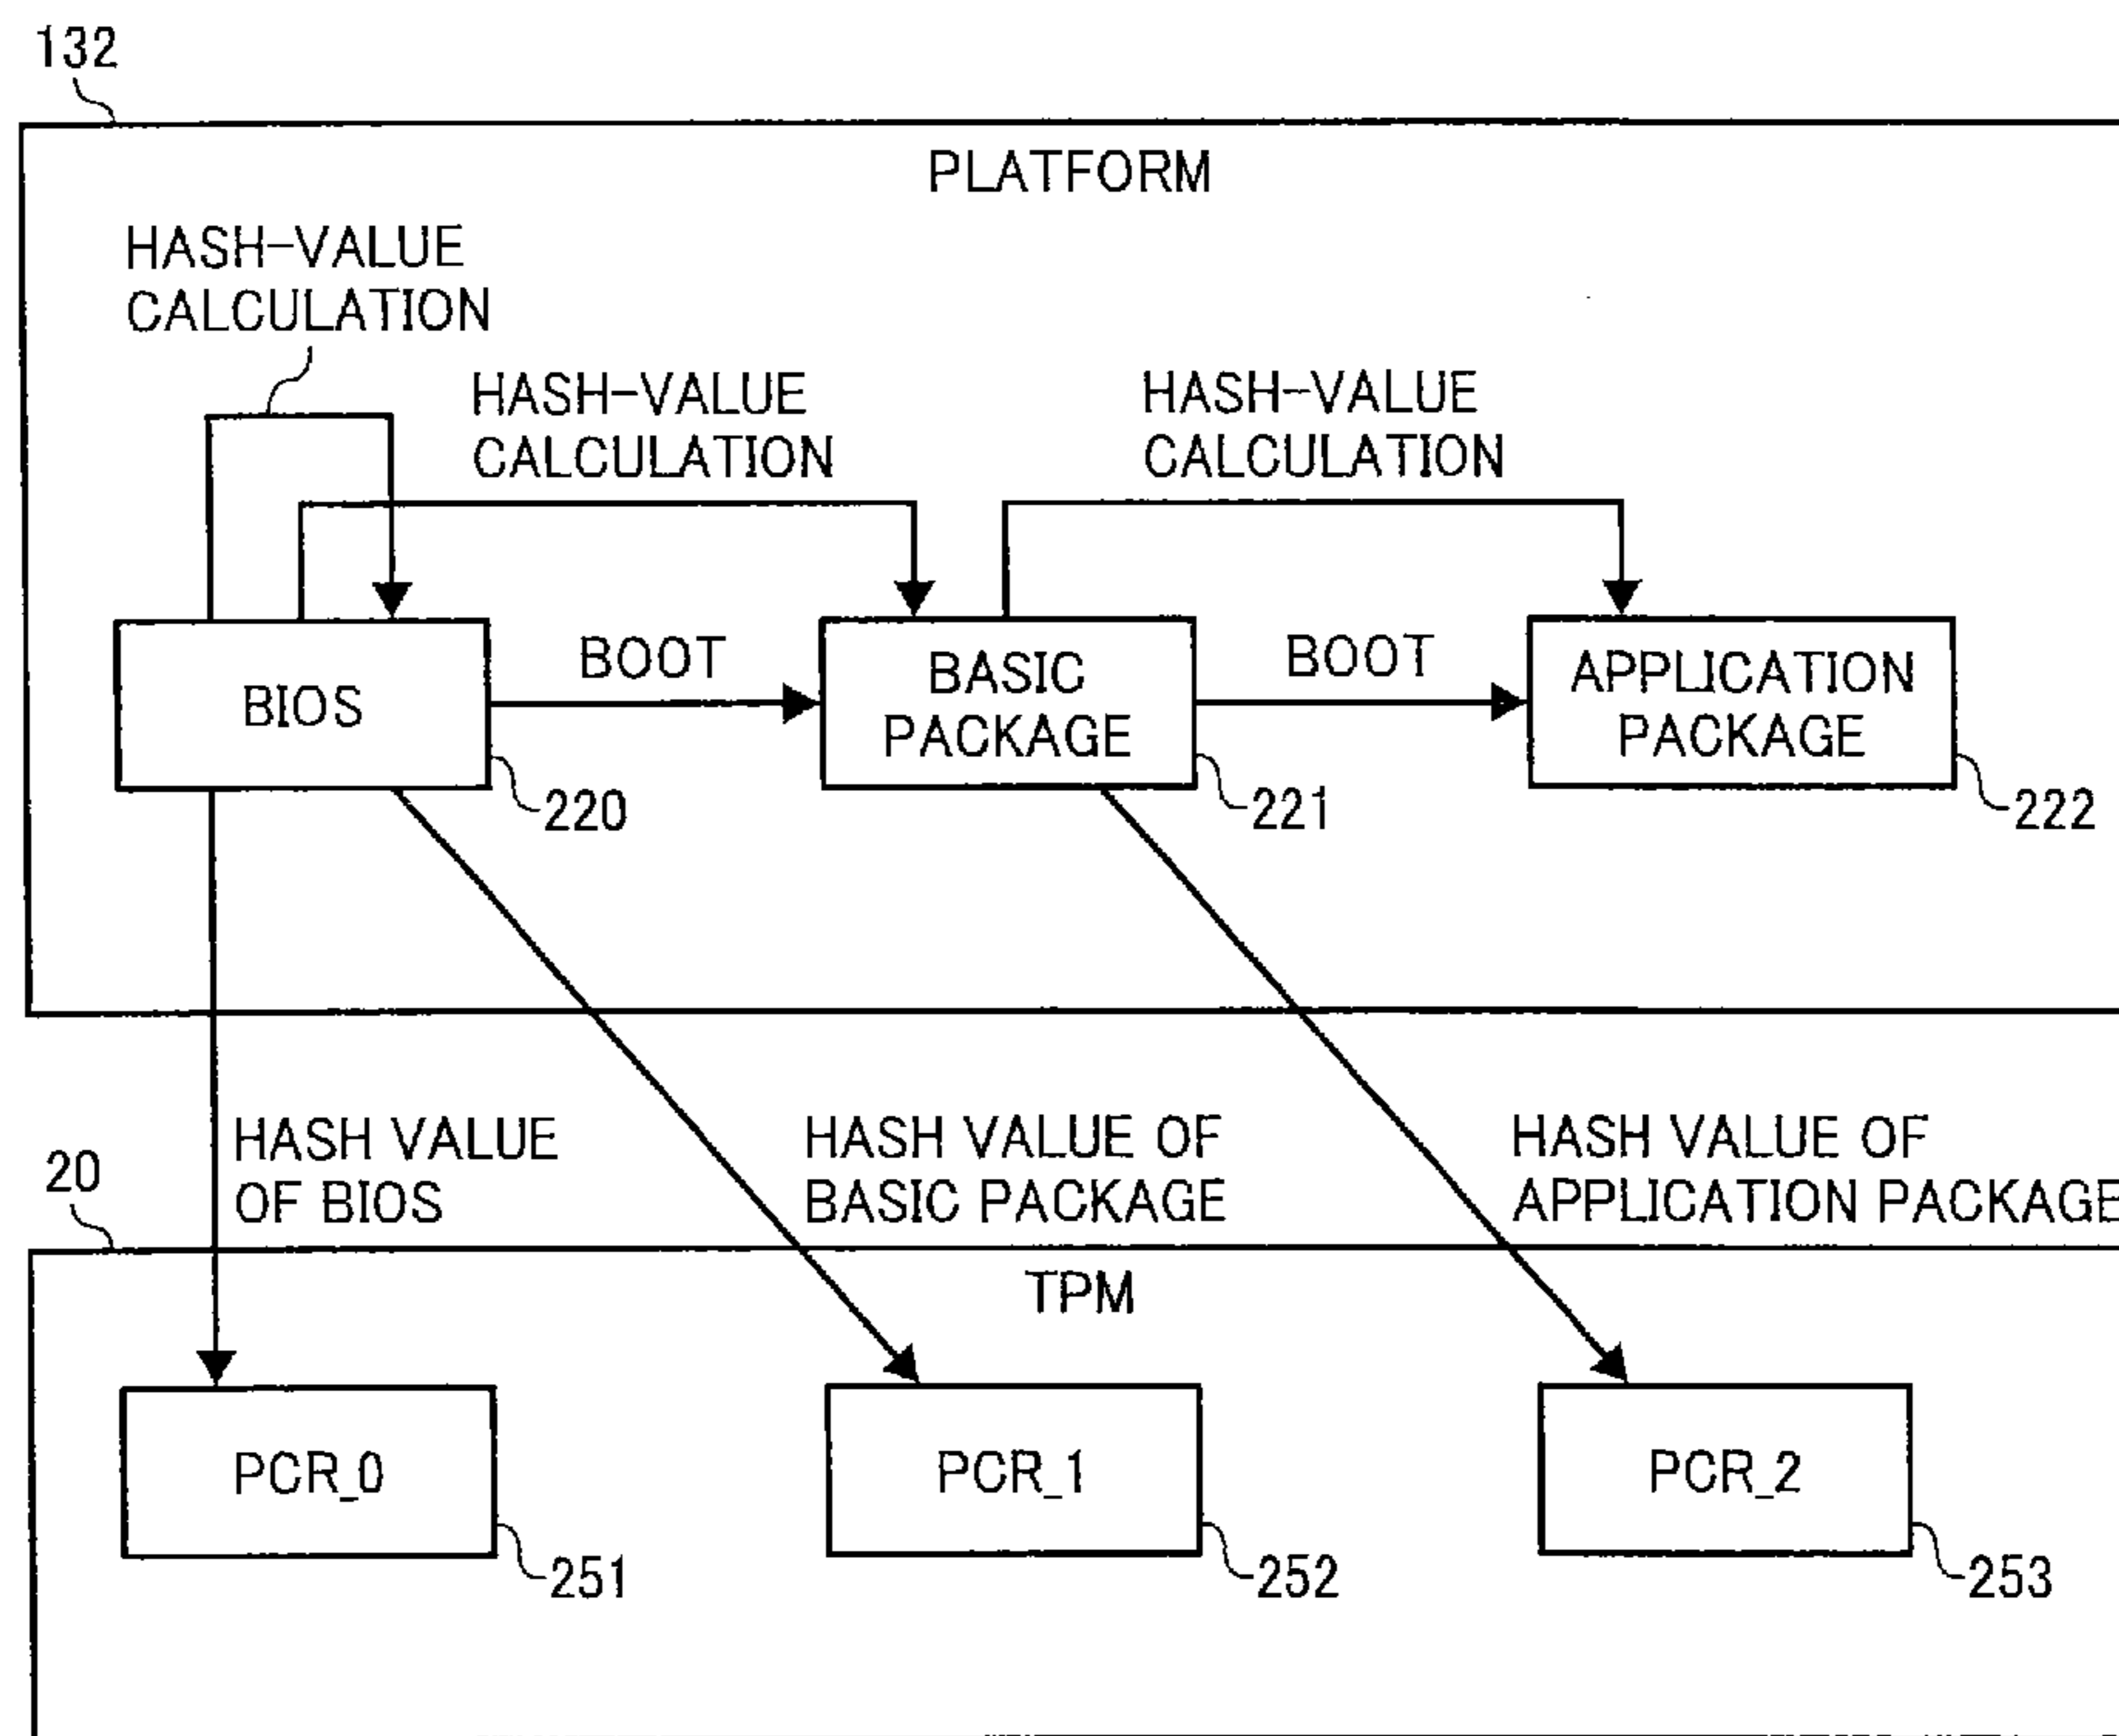 132
PLATFORM
HASH-VALUE
CALCULATION
HASH-VALUE
CALCULATION
HASH-VALUE
CALCULATION
BOOT
BOOT
BIOS
BASIC
PACKAGE
APPLICATION
PACKAGE
220
221
222
HASH VALUE
OF BIOS
HASH VALUE OF
BASIC PACKAGE
HASH VALUE OF
APPLICATION PACKAGE
20
TPM
PCR_0
PCR_1
PCR_2
251
252
253